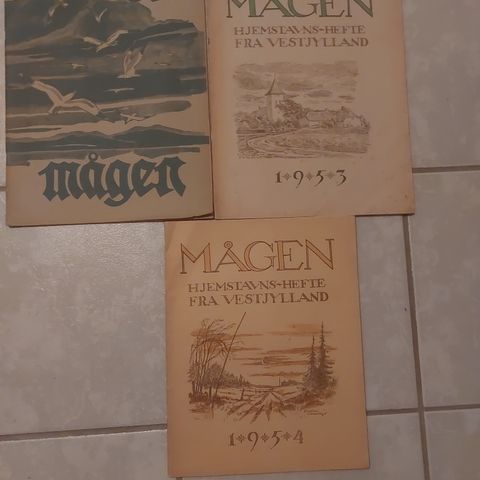 mågen
MÅGEN
HJEMSTAVNS-HEFTE
FRA VESTJYLLAND
1953
MÅGEN
HJEMSTAVNS-HEFTE
FRA VESTJYLLAND
1954